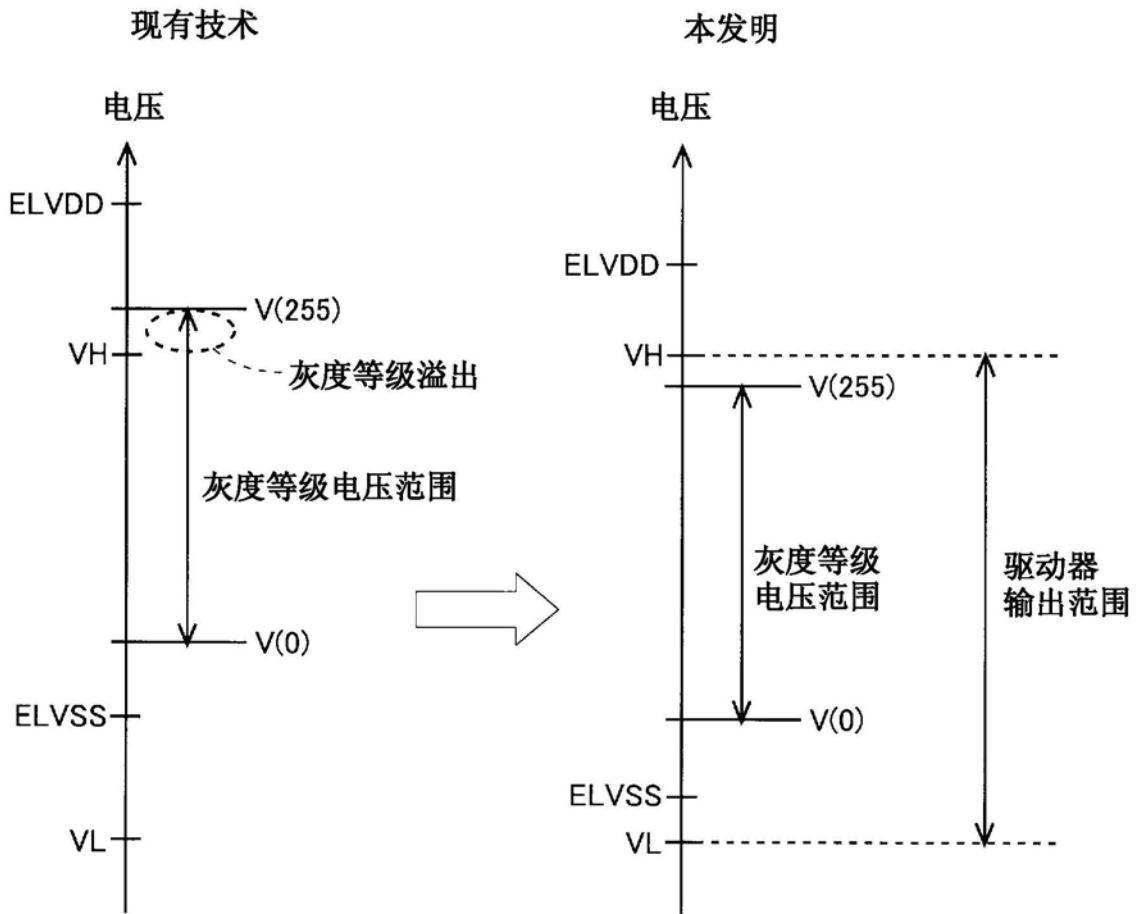 现有技术
电压
ELVDD
V(255)
VH
灰度等级溢出
灰度等级电压范围
V(0)
ELVSS
VL
本发明
电压
ELVDD
VH
V(255)
灰度等级
电压范围
驱动器
输出范围
V(0)
ELVSS
VL